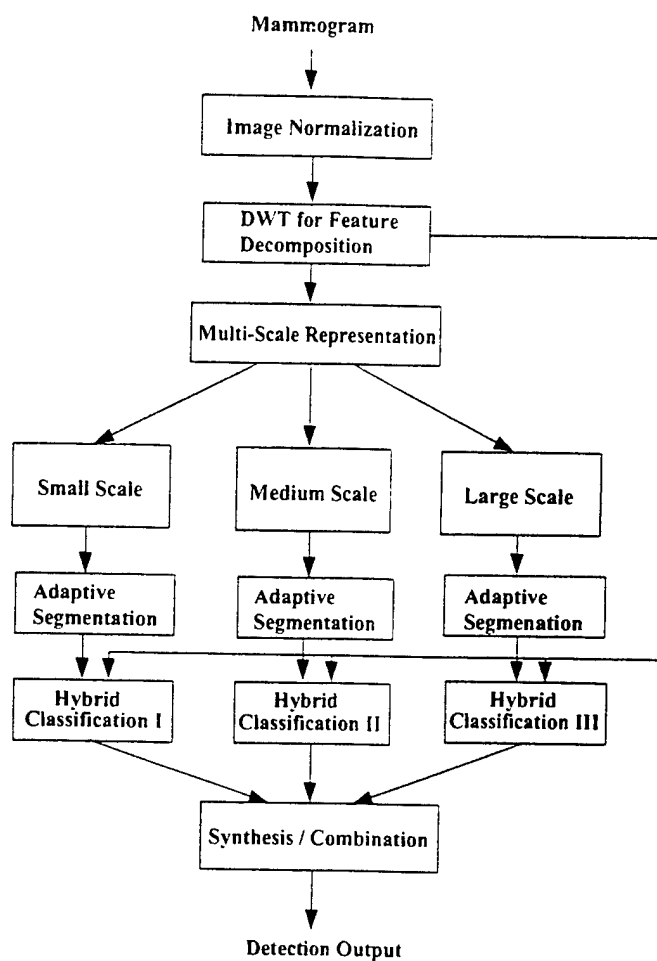 Mammogram
Image Normalization
DWT for Feature
Decomposition
Multi-Scale Representation
Small Scale
Medium Scale
Large Scale
Adaptive
Segmentation
Adaptive
Segmentation
Adaptive
Segmenation
Hybrid
Classification I
Hybrid
Classification II
Hybrid
Classification III
Synthesis / Combination
Detection Output